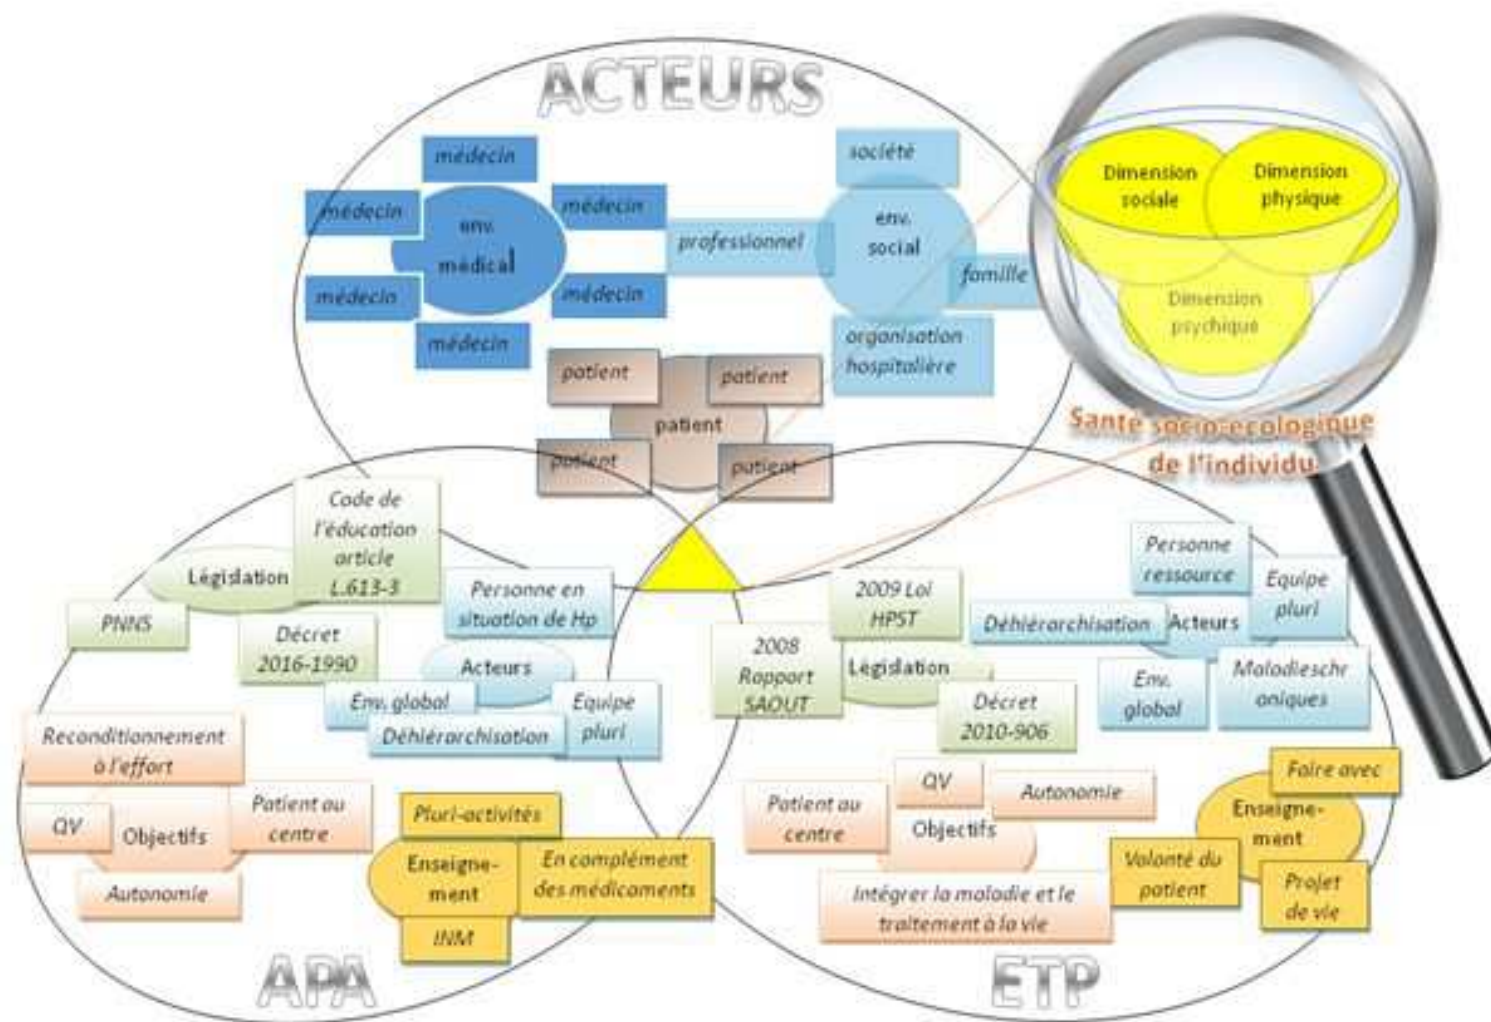 ACTEURS
médecin
médecin
médecin
env.
médical
médecin
médecin
médecin
professionnel
société
env.
social
famille
organisation
hospitalière
patient
patient
patient
patient
patient
Dimension
sociale
Dimension
physique
Dimension
psychique
Santé socio-écologique
de l'individu
Code de
l'éducation
article
L.613-3
Législation
PNNS
Décret
2016-1990
Personne en
situation de Hp
Acteurs
Env. global
Déhiérarchisation
Equipe
pluri
Reconditionnement
à l'effort
QV
Objectifs
Patient au
centre
Autonomie
Pluri-activités
Enseigne-
ment
En complément
des médicaments
INM
APA
2009 Loi
HPST
2008
Rapport
SAOUT
Législation
Décret
2010-906
Personne
ressource
Equipe
pluri
Déhiérarchisation
Acteurs
Env.
global
Maladieschr
oniques
QV
Autonomie
Patient au
centre
Objectifs
Intégrer la maladie et le
traitement à la vie
Faire avec
Enseigne-
ment
Volonté du
patient
Projet
de vie
ETP